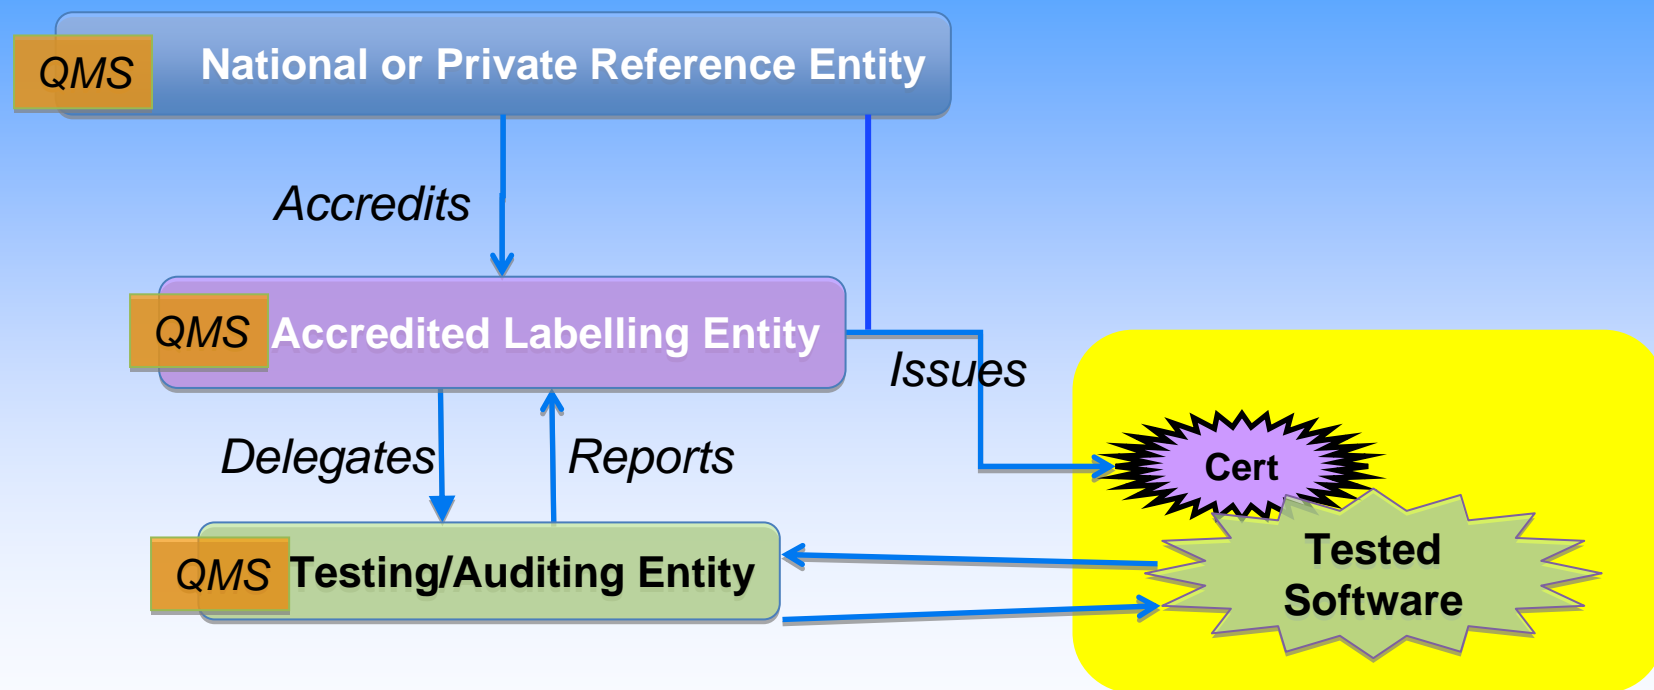 QMS National or Private Reference Entity
Accredits
QMS Accredited Labelling Entity
Issues
Delegates Reports
Cert
QMS Testing/Auditing Entity
Tested
Software